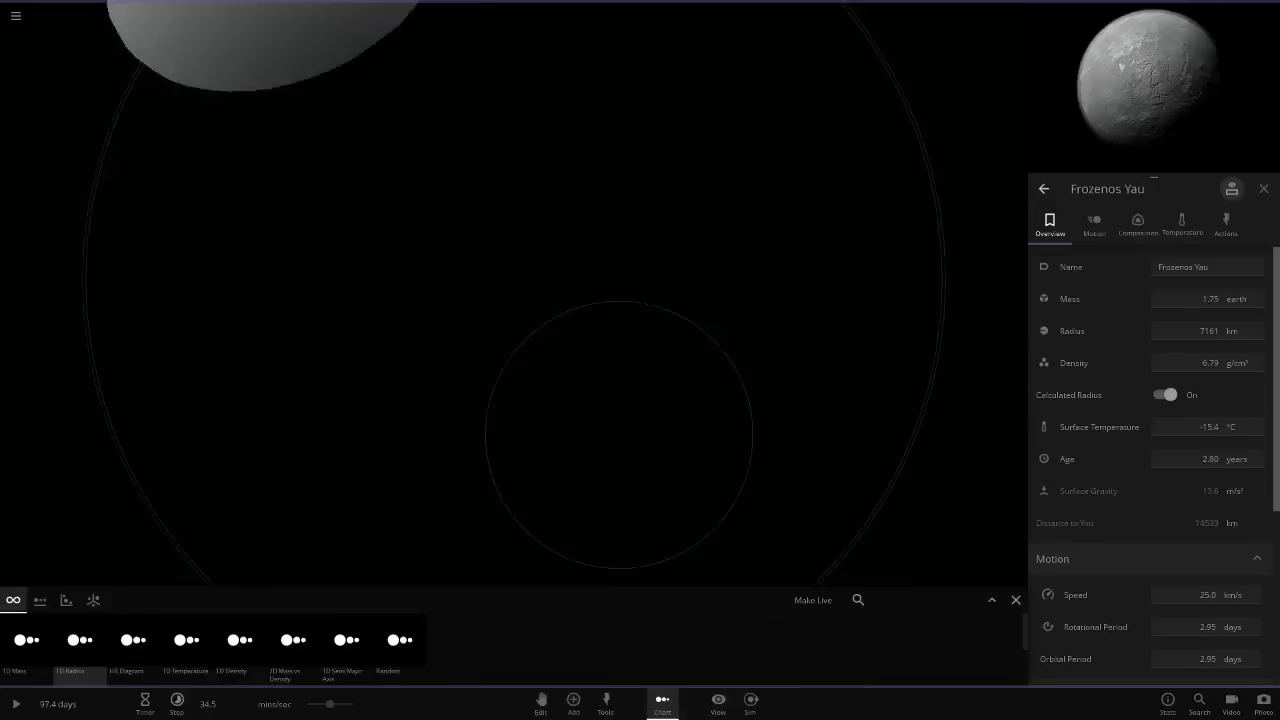 Frozenos Yau
Overview
Motion
Composition
Temperature
Actions
Name Frozenos Yau
Mass 1.75 earth
Radius 7161 km
Density 6.79 g/cm³
Calculated Radius On
Surface Temperature -15.4 °C
Age 2.80 years
Surface Gravity 13.6 m/s²
Distance to You 14533 km
Motion
Speed 25.0 km/s
Rotational Period 2.95 days
Orbital Period 2.95 days
Make Live
1D Mass
1D Radius
HR Diagram
1D Temperature
1D Density
2D Mass vs
Density
1D Semi Major
Axis
Random
97.4 days
Timer
Step
34.5 mins/sec
Edit
Add
Tools
Chart
View
Sim
Stats
Search
Video
Photo